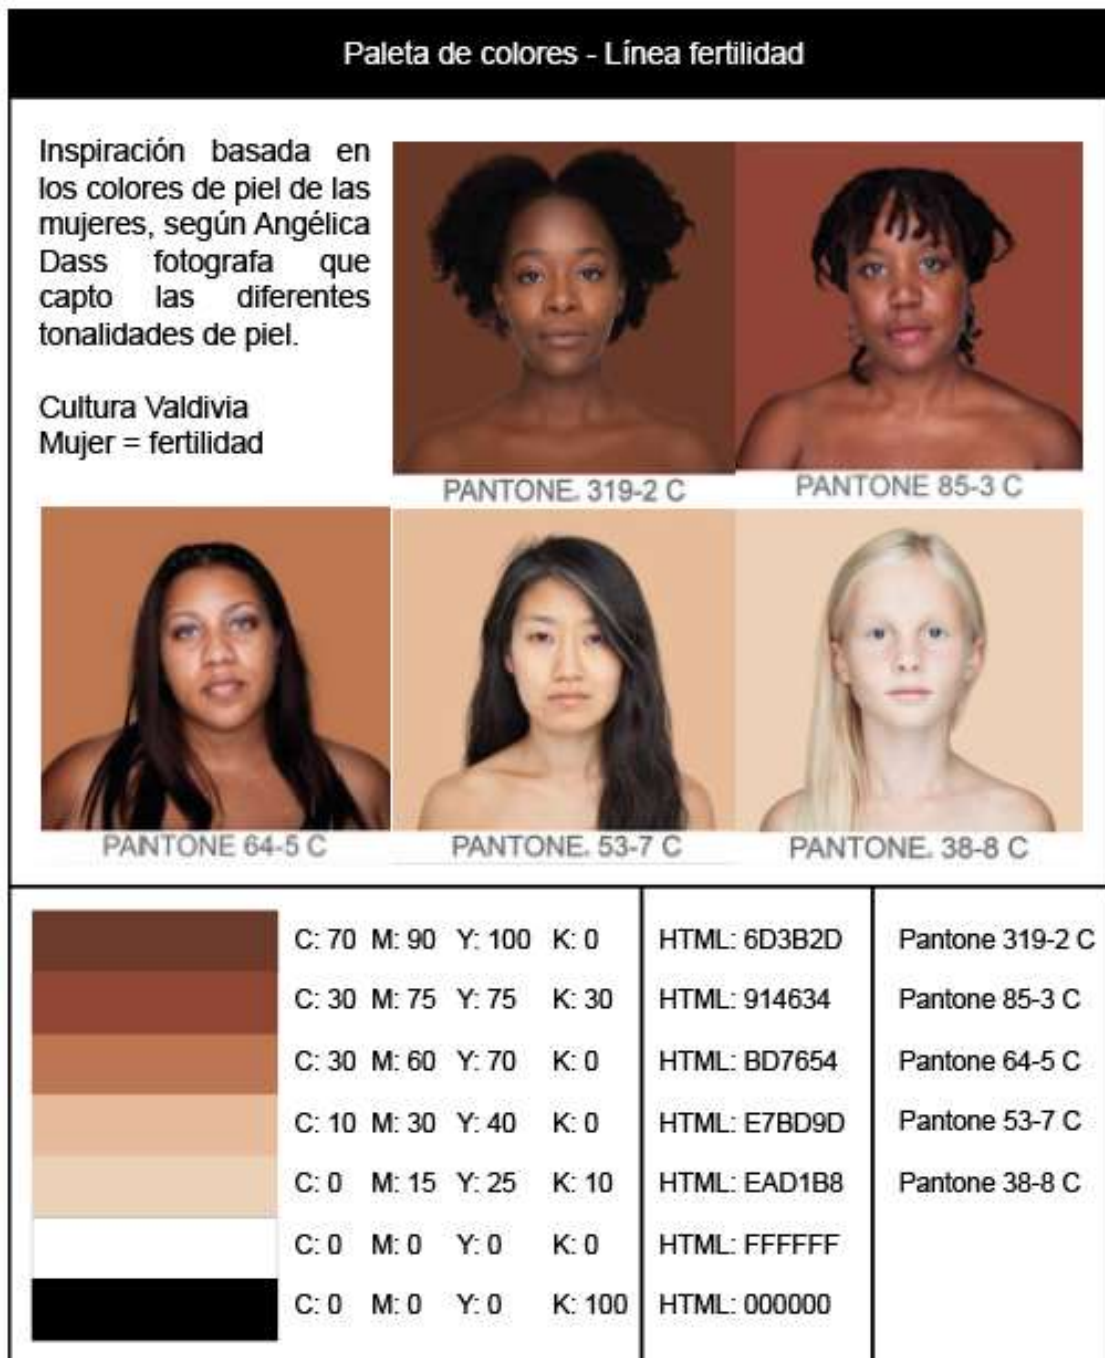 Paleta de colores - Línea fertilidad
Inspiración basada en
los colores de piel de las
mujeres, según Angélica
Dass fotografa que
capto las diferentes
tonalidades de piel.
Cultura Valdivia
Mujer = fertilidad
PANTONE. 319-2 C
PANTONE 85-3 C
PANTONE 64-5 C
PANTONE. 53-7 C
PANTONE. 38-8 C
C: 70 M: 90 Y: 100 K: 0 HTML: 6D3B2D Pantone 319-2 C
C: 30 M: 75 Y: 75 K: 30 HTML: 914634 Pantone 85-3 C
C: 30 M: 60 Y: 70 K: 0 HTML: BD7654 Pantone 64-5 C
C: 10 M: 30 Y: 40 K: 0 HTML: E7BD9D Pantone 53-7 C
C: 0 M: 15 Y: 25 K: 10 HTML: EAD1B8 Pantone 38-8 C
C: 0 M: 0 Y: 0 K: 0 HTML: FFFFFF
C: 0 M: 0 Y: 0 K: 100 HTML: 000000